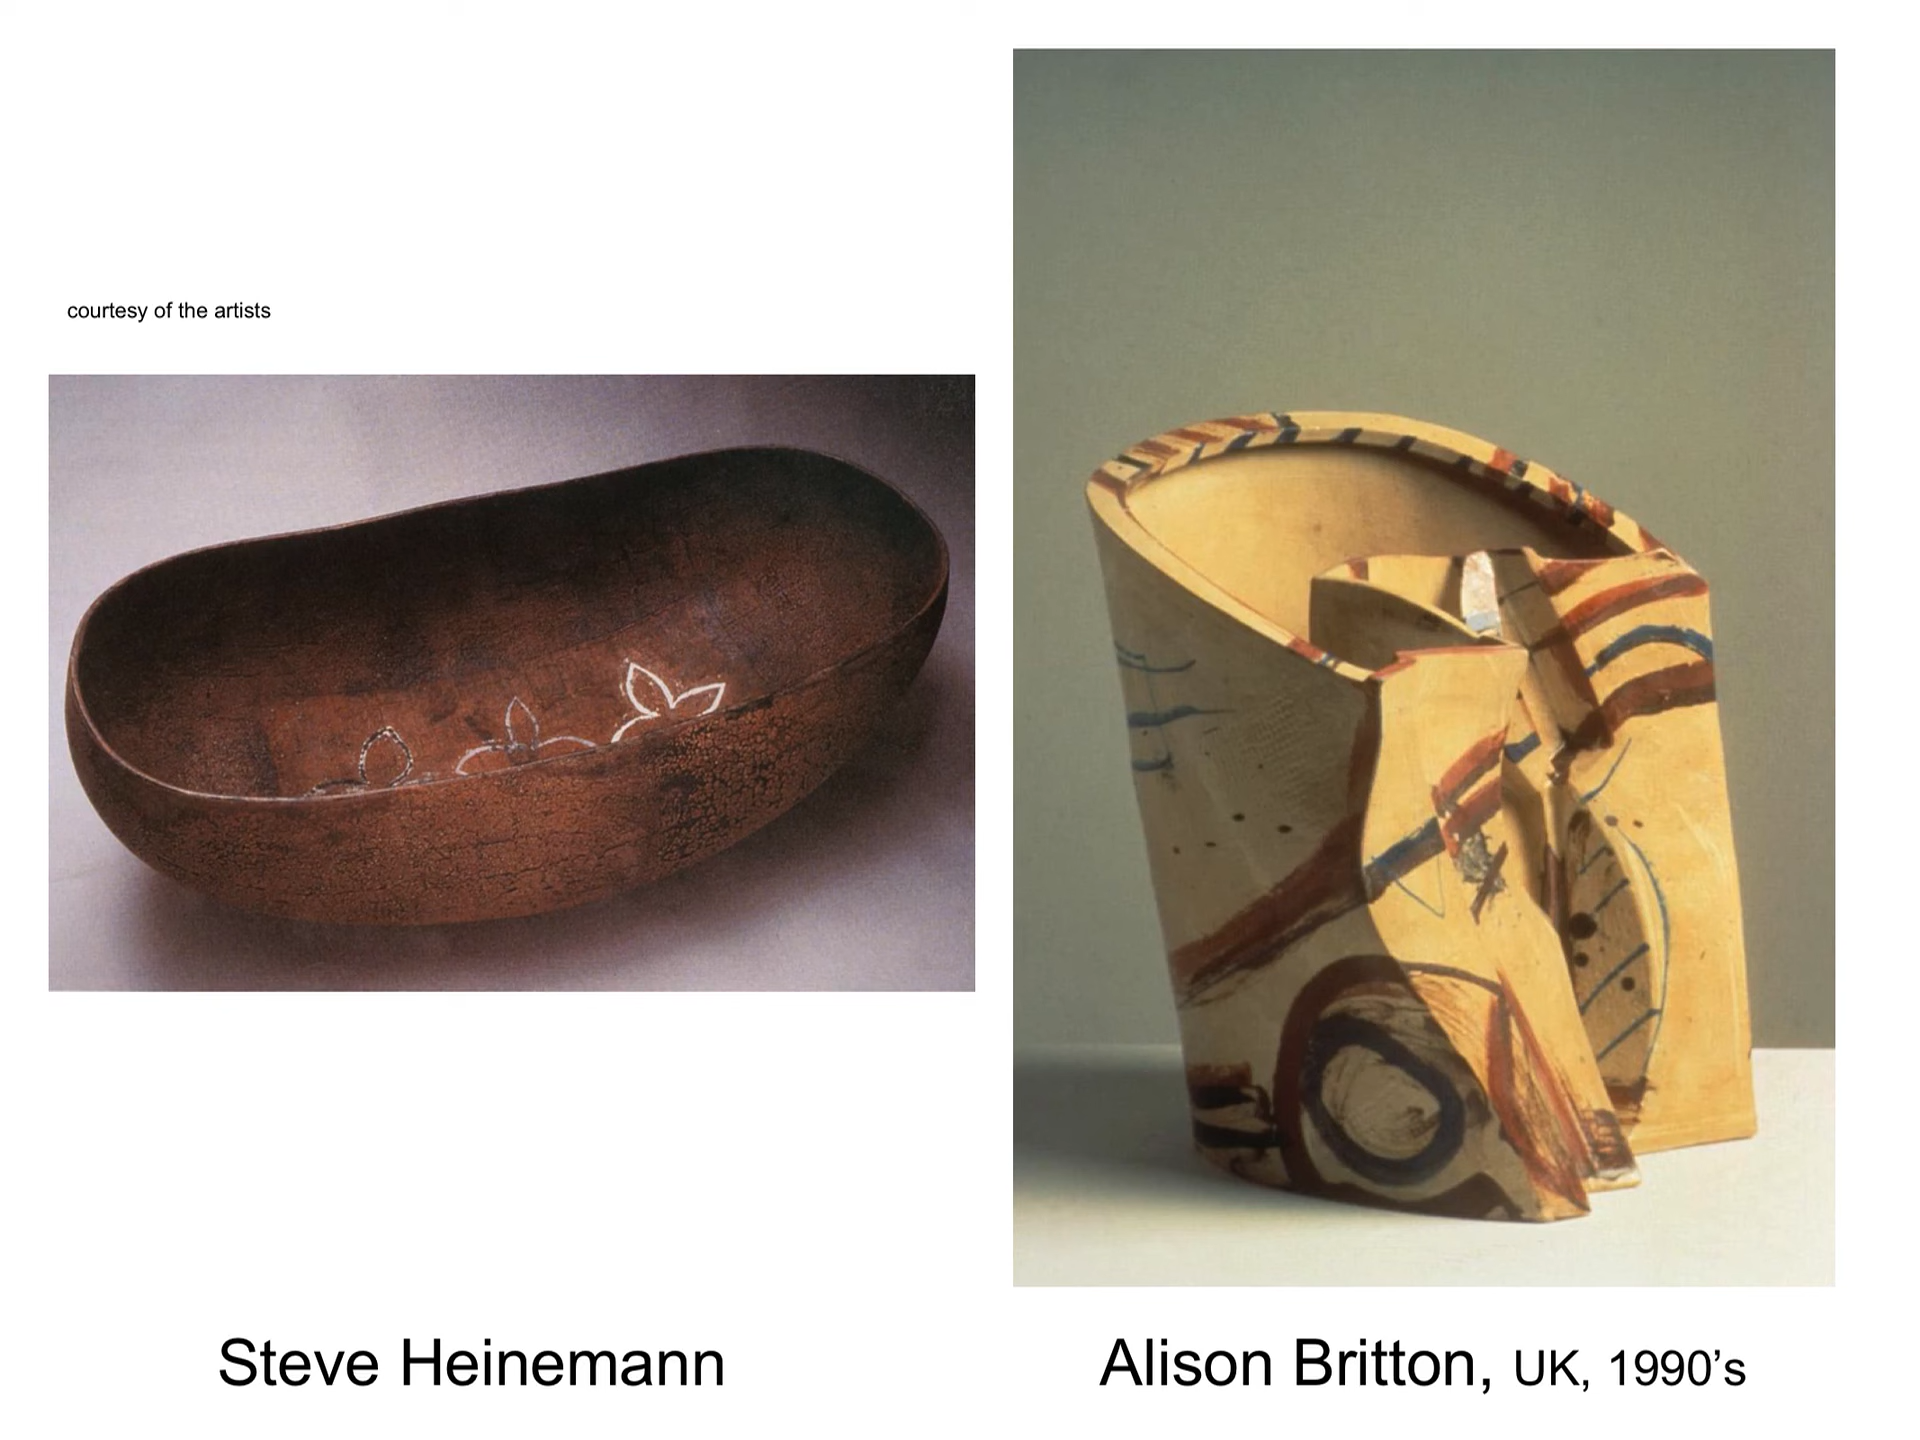 courtesy of the artists
Steve Heinemann
Alison Britton, UK, 1990’s